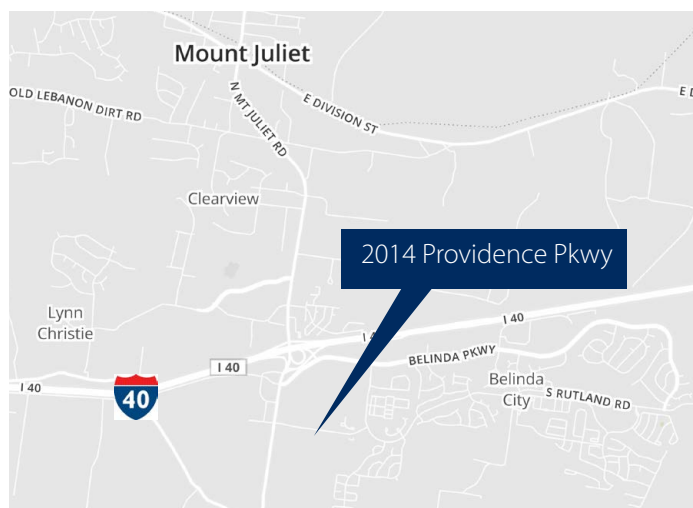 Mount Juliet
OLD LEBANON DIRT RD
N MT JULIET RD
E DIVISION ST
E D
Clearview
2014 Providence Pkwy
Lynn
Christie
I 40
I 40
BELINDA PKWY
I 40
I 40
40
Belinda
City
S RUTLAND RD